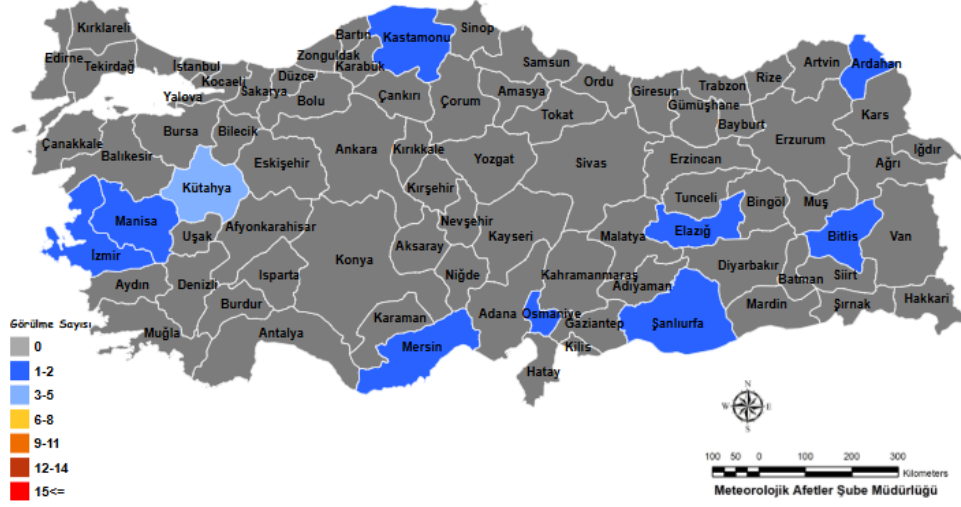 Kırklareli
Edirne
Tekirdağ
İstanbul
Kocaeli
Yalova
Sakarya
Düzce
Zonguldak
Bartın
Karabük
Kastamonu
Sinop
Samsun
Ordu
Giresun
Trabzon
Rize
Artvin
Ardahan
Çanakkale
Balıkesir
Bursa
Bilecik
Bolu
Çankırı
Çorum
Amasya
Tokat
Gümüşhane
Bayburt
Erzurum
Kars
Iğdır
Ağrı
Kütahya
Eskişehir
Ankara
Kırıkkale
Yozgat
Sivas
Erzincan
Tunceli
Bingöl
Muş
Kırşehir
Nevşehir
Manisa
Uşak
Afyonkarahisar
İzmir
Konya
Aksaray
Kayseri
Malatya
Elazığ
Bitlis
Van
Aydın
Denizli
Isparta
Burdur
Niğde
Kahramanmaraş
Adıyaman
Diyarbakır
Batman
Siirt
Hakkari
Muğla
Antalya
Karaman
Mersin
Adana
Osmaniye
Gaziantep
Şanlıurfa
Mardin
Şırnak
Kilis
Hatay
Görülme Sayısı
0
1-2
3-5
6-8
9-11
12-14
15<=
N
W E
S
100 50 0 100 200 300
Kilometers
Meteorolojik Afetler Şube Müdürlüğü